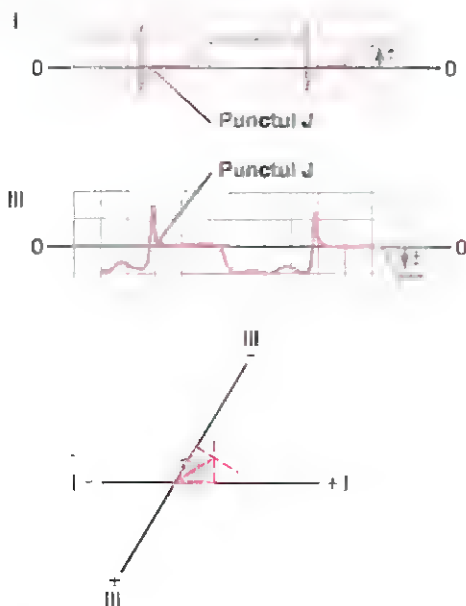 I
0 0
Punctul J
Punctul J
III
0 0
III
-
I - + I
+
III